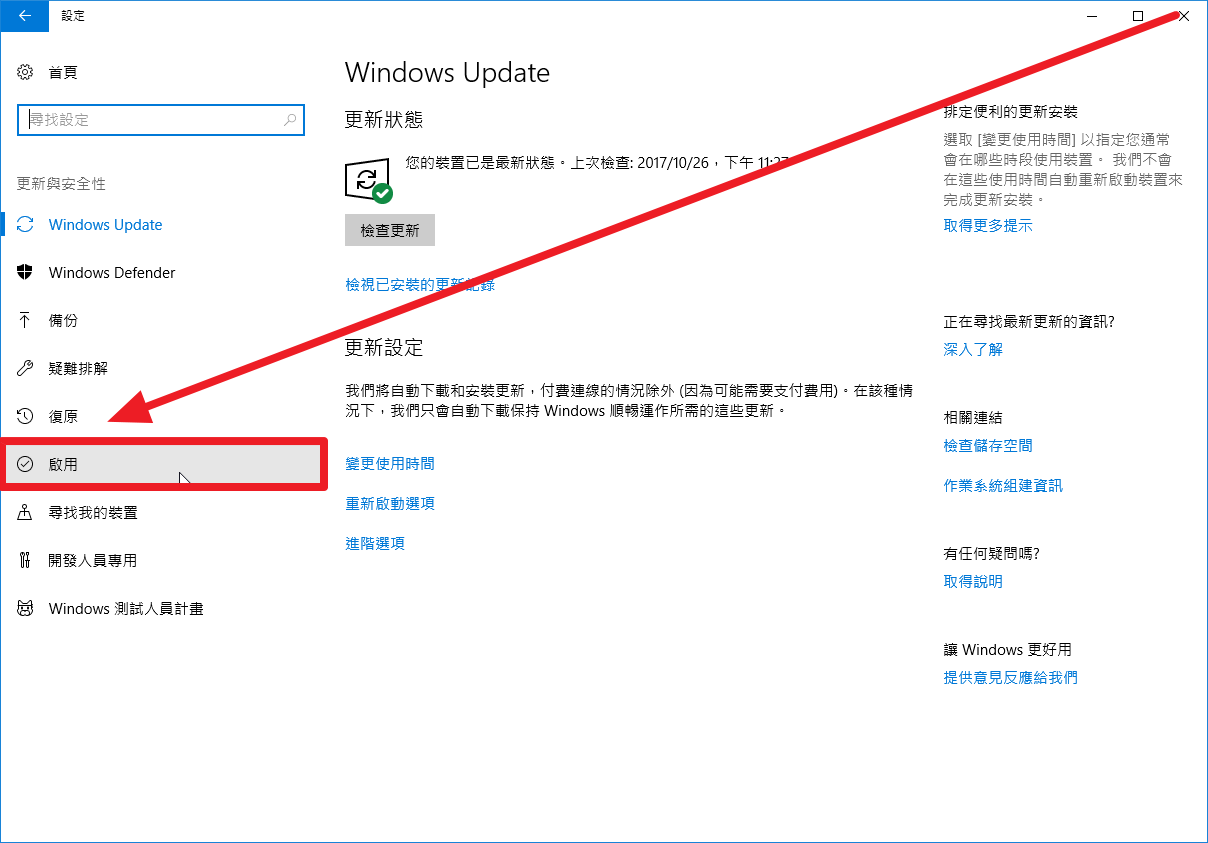 設定
首頁
尋找設定
更新與安全性
Windows Update
Windows Defender
備份
疑難排解
復原
啟用
尋找我的裝置
開發人員專用
Windows 測試人員計畫
Windows Update
更新狀態
您的裝置已是最新狀態。上次檢查: 2017/10/26，下午 11:27
檢查更新
檢視已安裝的更新記錄
更新設定
我們將自動下載和安裝更新，付費連線的情況除外 (因為可能需要支付費用)。在該種情
況下，我們只會自動下載保持 Windows 順暢運作所需的這些更新。
變更使用時間
重新啟動選項
進階選項
排定便利的更新安裝
選取 [變更使用時間] 以指定您通常
會在哪些時段使用裝置。 我們不會
在這些使用時間自動重新啟動裝置來
完成更新安裝。
取得更多提示
正在尋找最新更新的資訊?
深入了解
相關連結
檢查儲存空間
作業系統組建資訊
有任何疑問嗎?
取得說明
讓 Windows 更好用
提供意見反應給我們